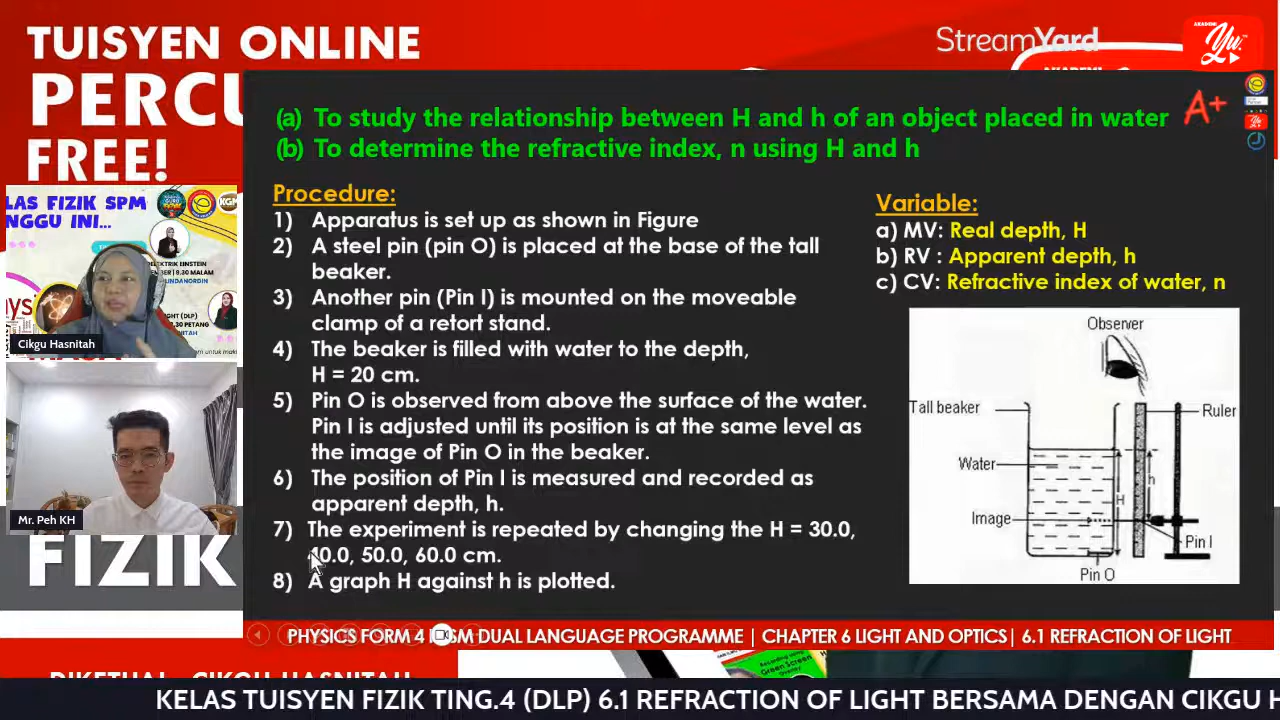 TUISYEN ONLINE
PERCU
FREE!
StreamYard
AKADEMI
Yu
A+
(a) To study the relationship between H and h of an object placed in water
(b) To determine the refractive index, n using H and h
Procedure:
1) Apparatus is set up as shown in Figure
2) A steel pin (pin O) is placed at the base of the tall
beaker.
3) Another pin (Pin I) is mounted on the moveable
clamp of a retort stand.
4) The beaker is filled with water to the depth,
H = 20 cm.
5) Pin O is observed from above the surface of the water.
Pin I is adjusted until its position is at the same level as
the image of Pin O in the beaker.
6) The position of Pin I is measured and recorded as
apparent depth, h.
7) The experiment is repeated by changing the H = 30.0,
40.0, 50.0, 60.0 cm.
8) A graph H against h is plotted.
Variable:
a) MV: Real depth, H
b) RV : Apparent depth, h
c) CV: Refractive index of water, n
Observer
Tall beaker
Ruler
Water
H
h
Image
Pin I
Pin O
LAS FIZIK SPM
NGGU INI...
Cikgu Hasnitah
Mr. Peh KH
FIZIK
PHYSICS FORM 4 KSSM DUAL LANGUAGE PROGRAMME | CHAPTER 6 LIGHT AND OPTICS| 6.1 REFRACTION OF LIGHT
Green Screen
KELAS TUISYEN FIZIK TING.4 (DLP) 6.1 REFRACTION OF LIGHT BERSAMA DENGAN CIKGU H